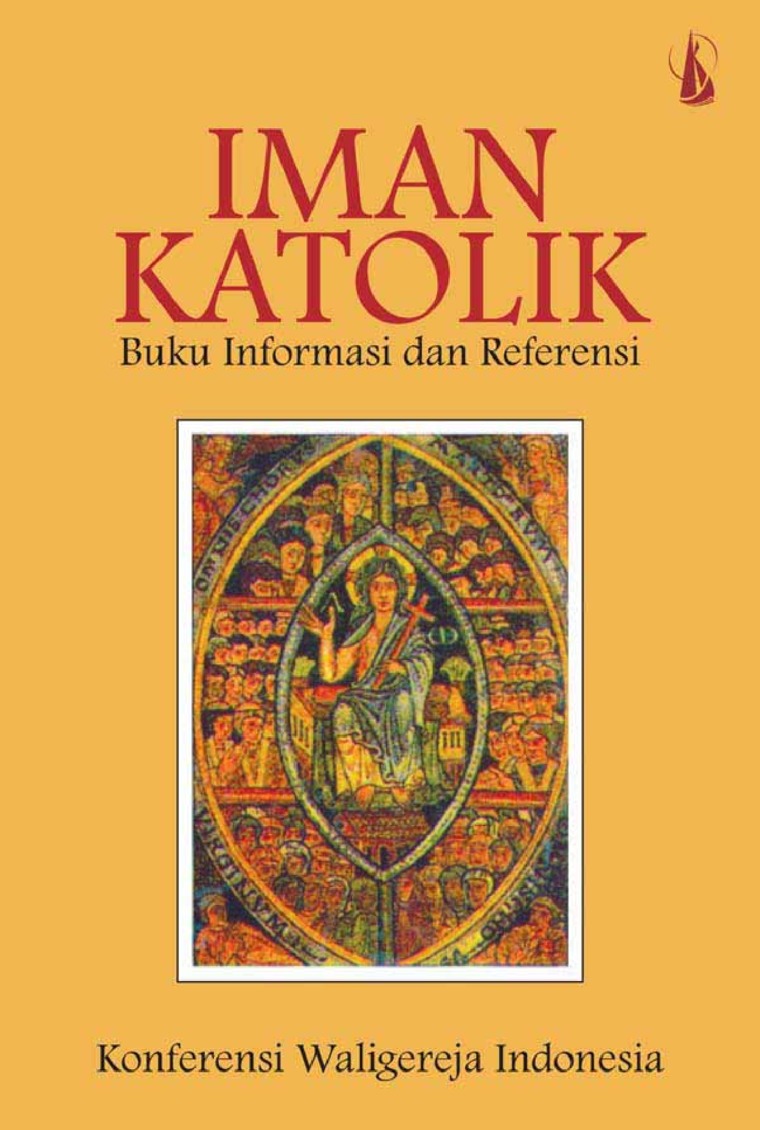 IMAN
KATOLIK
Buku Informasi dan Referensi
Konferensi Waligereja Indonesia